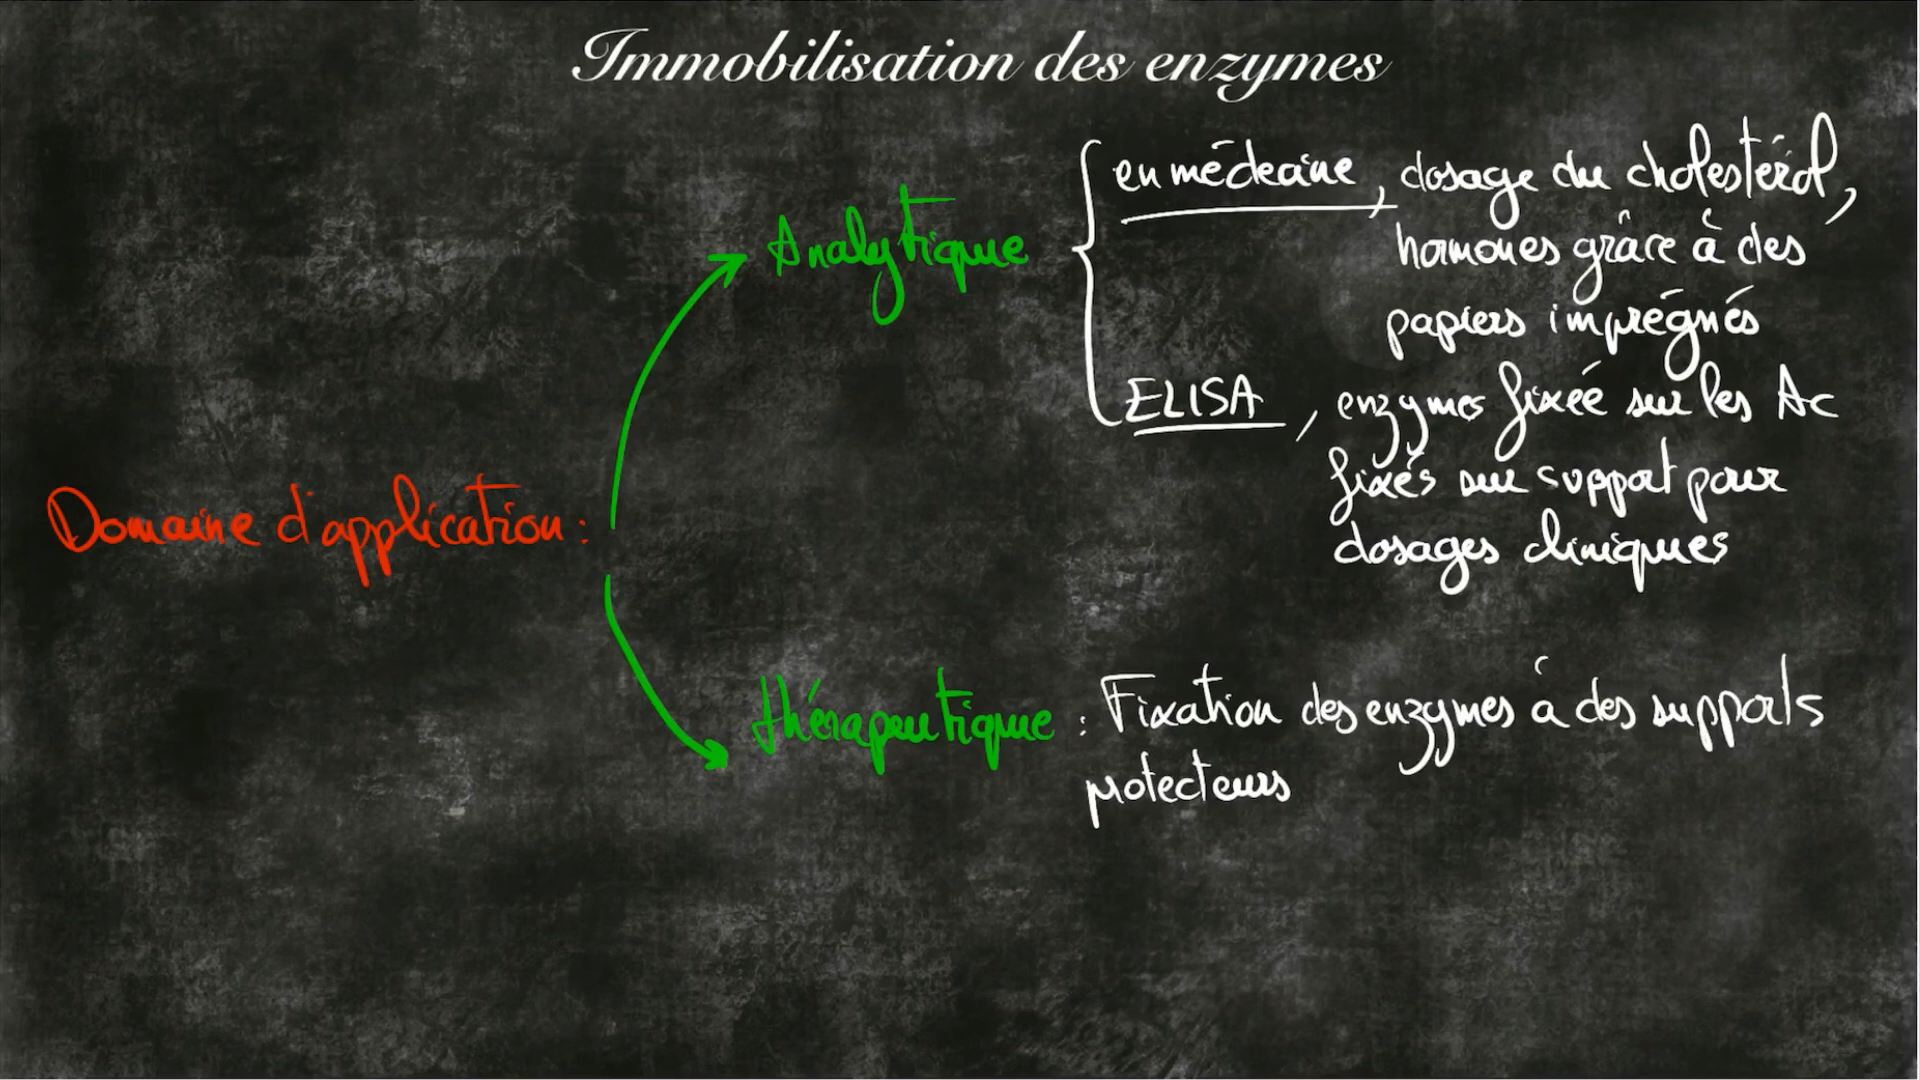 Immobilisation des enzymes
Domaine d'application :
Analytique
en médecine, dosage du cholestérol,
hormones grâce à des
papiers imprégnés
ELISA, enzymes fixée sur les Ac
fixés sur support pour
dosages cliniques
thérapeutique : Fixation des enzymes à des supports
protecteurs